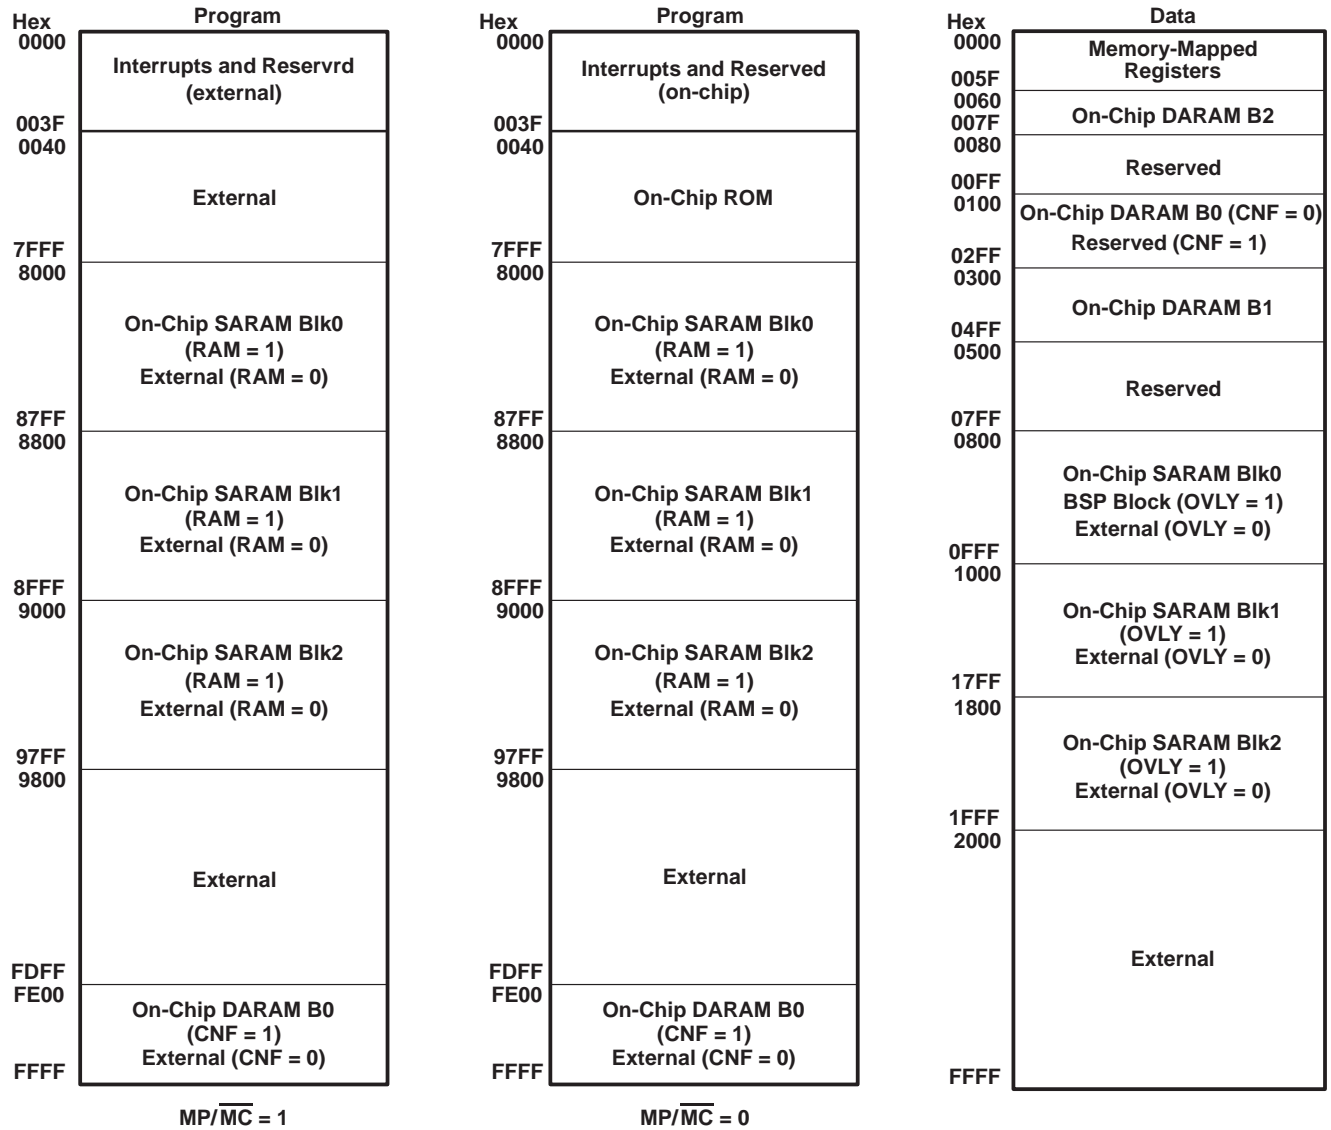 Hex
Program
0000
Interrupts and Reservrd
(external)
003F
0040
External
7FFF
8000
On-Chip SARAM Blk0
(RAM = 1)
External (RAM = 0)
87FF
8800
On-Chip SARAM Blk1
(RAM = 1)
External (RAM = 0)
8FFF
9000
On-Chip SARAM Blk2
(RAM = 1)
External (RAM = 0)
97FF
9800
External
FDFF
FE00
On-Chip DARAM B0
(CNF = 1)
External (CNF = 0)
FFFF
MP/MC = 1
Hex
Program
0000
Interrupts and Reserved
(on-chip)
003F
0040
On-Chip ROM
7FFF
8000
On-Chip SARAM Blk0
(RAM = 1)
External (RAM = 0)
87FF
8800
On-Chip SARAM Blk1
(RAM = 1)
External (RAM = 0)
8FFF
9000
On-Chip SARAM Blk2
(RAM = 1)
External (RAM = 0)
97FF
9800
External
FDFF
FE00
On-Chip DARAM B0
(CNF = 1)
External (CNF = 0)
FFFF
MP/MC = 0
Hex
Data
0000
Memory-Mapped
Registers
005F
0060
On-Chip DARAM B2
007F
0080
Reserved
00FF
0100
On-Chip DARAM B0 (CNF = 0)
Reserved (CNF = 1)
02FF
0300
On-Chip DARAM B1
04FF
0500
Reserved
07FF
0800
On-Chip SARAM Blk0
BSP Block (OVLY = 1)
External (OVLY = 0)
0FFF
1000
On-Chip SARAM Blk1
(OVLY = 1)
External (OVLY = 0)
17FF
1800
On-Chip SARAM Blk2
(OVLY = 1)
External (OVLY = 0)
1FFF
2000
External
FFFF